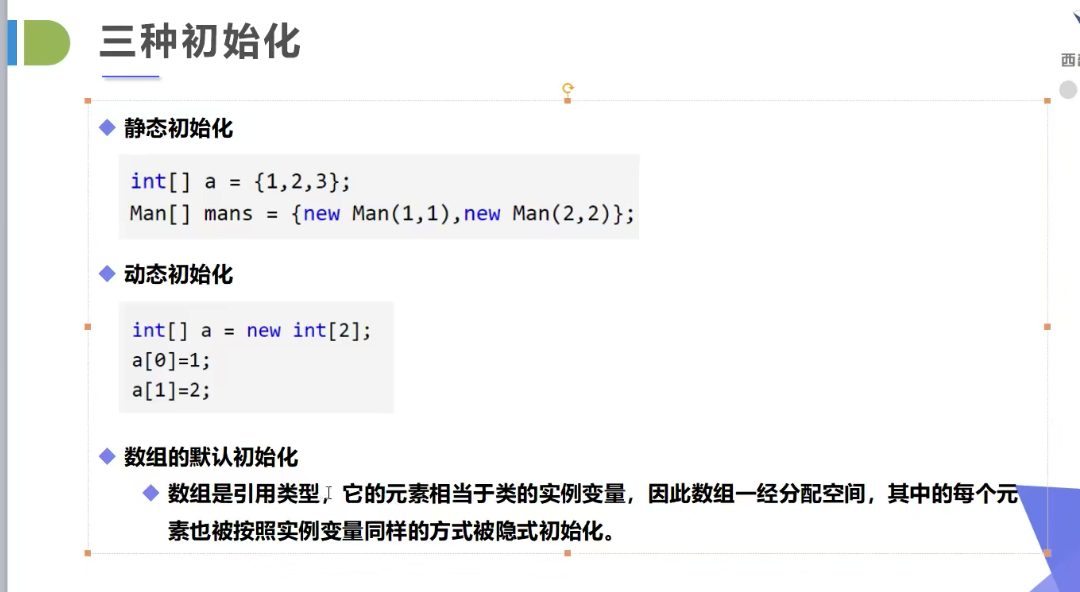 三种初始化
西
静态初始化
int[] a = {1,2,3};
Man[] mans = {new Man(1,1),new Man(2,2)};
动态初始化
int[] a = new int[2];
a[0]=1;
a[1]=2;
数组的默认初始化
数组是引用类型，它的元素相当于类的实例变量，因此数组一经分配空间，其中的每个元
素也被按照实例变量同样的方式被隐式初始化。